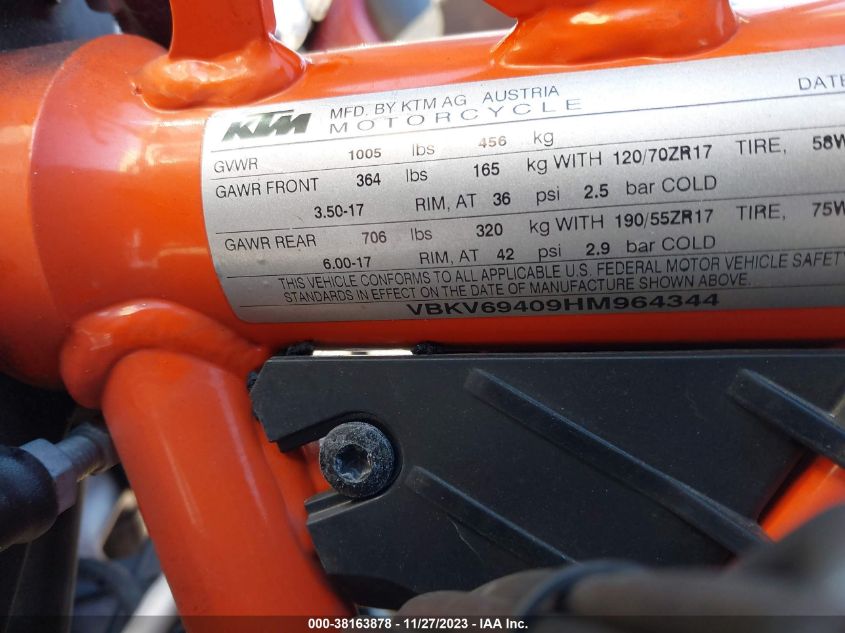 KTM MFD. BY KTM AG AUSTRIA DATE
MOTORCYCLE
GVWR 1005 lbs 456 kg
GAWR FRONT 364 lbs 165 kg WITH 120/70ZR17 TIRE, 58W
3.50-17 RIM, AT 36 psi 2.5 bar COLD
GAWR REAR 706 lbs 320 kg WITH 190/55ZR17 TIRE, 75W
6.00-17 RIM, AT 42 psi 2.9 bar COLD
THIS VEHICLE CONFORMS TO ALL APPLICABLE U.S. FEDERAL MOTOR VEHICLE SAFETY
STANDARDS IN EFFECT ON THE DATE OF MANUFACTURE SHOWN ABOVE.
VBKV69409HM964344
000-38163878 - 11/27/2023 - IAA Inc.